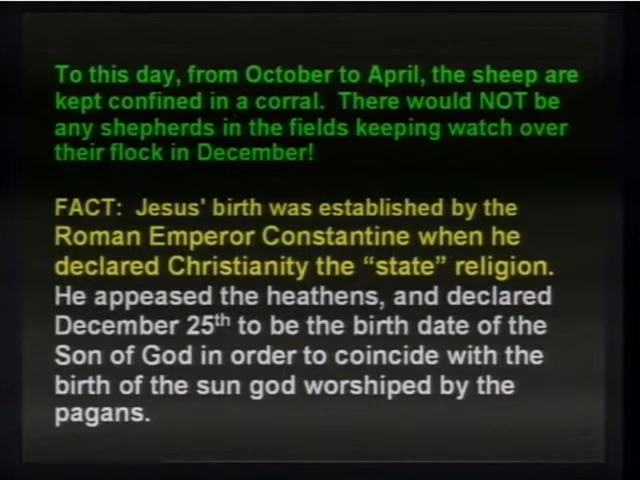 To this day, from October to April, the sheep are
kept confined in a corral. There would NOT be
any shepherds in the fields keeping watch over
their flock in December!
FACT: Jesus' birth was established by the
Roman Emperor Constantine when he
declared Christianity the “state” religion.
He appeased the heathens, and declared
December 25th to be the birth date of the
Son of God in order to coincide with the
birth of the sun god worshiped by the
pagans.